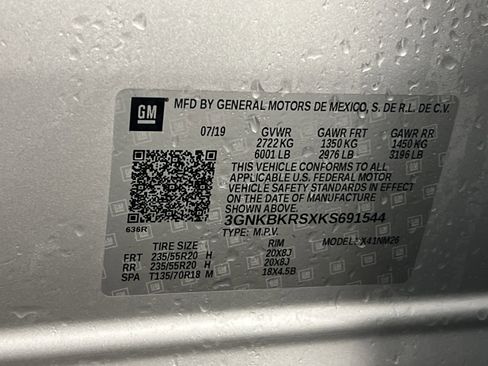 GM MFD BY GENERAL MOTORS DE MEXICO, S. DE R.L. DE C.V.
07/19 GVWR GAWR FRT GAWR RR
2722 KG 1350 KG 1450 KG
6001 LB 2976 LB 3196 LB
THIS VEHICLE CONFORMS TO ALL
APPLICABLE U.S. FEDERAL MOTOR
VEHICLE SAFETY STANDARDS IN EFFECT
ON THE DATE OF MANUFACTURE SHOWN ABOVE.
3GNKBKRSXKS691544
636R
TYPE: M.P.V. MODEL: X41NM26
TIRE SIZE RIM
FRT 235/55R20 H 20X8J
RR 235/55R20 H 20X8J
SPA T135/70R18 M 18X4.5B